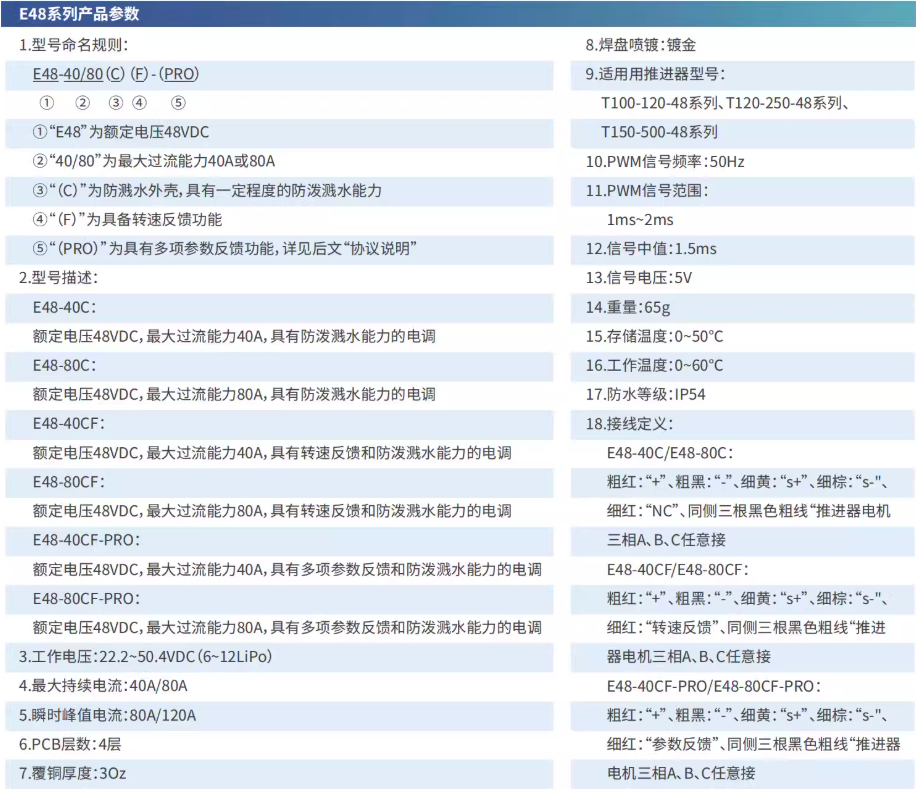 E48系列产品参数
1.型号命名规则：
E48-40/80(C)(F)-(PRO)
① ② ③ ④ ⑤
①“E48”为额定电压48VDC
②“40/80”为最大过流能力40A或80A
③“(C)”为防溅水外壳，具有一定程度的防泼溅水能力
④“(F)”为具备转速反馈功能
⑤“(PRO)”为具有多项参数反馈功能，详见后文“协议说明”
2.型号描述：
E48-40C：
额定电压48VDC，最大过流能力40A，具有防泼溅水能力的电调
E48-80C：
额定电压48VDC，最大过流能力80A，具有防泼溅水能力的电调
E48-40CF：
额定电压48VDC，最大过流能力40A，具有转速反馈和防泼溅水能力的电调
E48-80CF：
额定电压48VDC，最大过流能力80A，具有转速反馈和防泼溅水能力的电调
E48-40CF-PRO：
额定电压48VDC，最大过流能力40A，具有多项参数反馈和防泼溅水能力的电调
E48-80CF-PRO：
额定电压48VDC，最大过流能力80A，具有多项参数反馈和防泼溅水能力的电调
3.工作电压：22.2~50.4VDC(6~12LiPo)
4.最大持续电流：40A/80A
5.瞬时峰值电流：80A/120A
6.PCB层数：4层
7.覆铜厚度：3Oz
8.焊盘喷镀：镀金
9.适用用推进器型号：
T100-120-48系列、T120-250-48系列、
T150-500-48系列
10.PWM信号频率：50Hz
11.PWM信号范围：
1ms~2ms
12.信号中值：1.5ms
13.信号电压：5V
14.重量：65g
15.存储温度：0~50℃
16.工作温度：0~60℃
17.防水等级：IP54
18.接线定义：
E48-40C/E48-80C：
粗红：“+”、粗黑：“-”、细黄：“s+”、细棕：“s-"、
细红：“NC”、同侧三根黑色粗线“推进器电机
三相A、B、C任意接
E48-40CF/E48-80CF：
粗红：“+”、粗黑：“-”、细黄：“s+”、细棕：“s-"、
细红：“转速反馈”、同侧三根黑色粗线“推进
器电机三相A、B、C任意接
E48-40CF-PRO/E48-80CF-PRO：
粗红：“+”、粗黑：“-”、细黄：“s+”、细棕：“s-"、
细红：“参数反馈”、同侧三根黑色粗线“推进器
电机三相A、B、C任意接